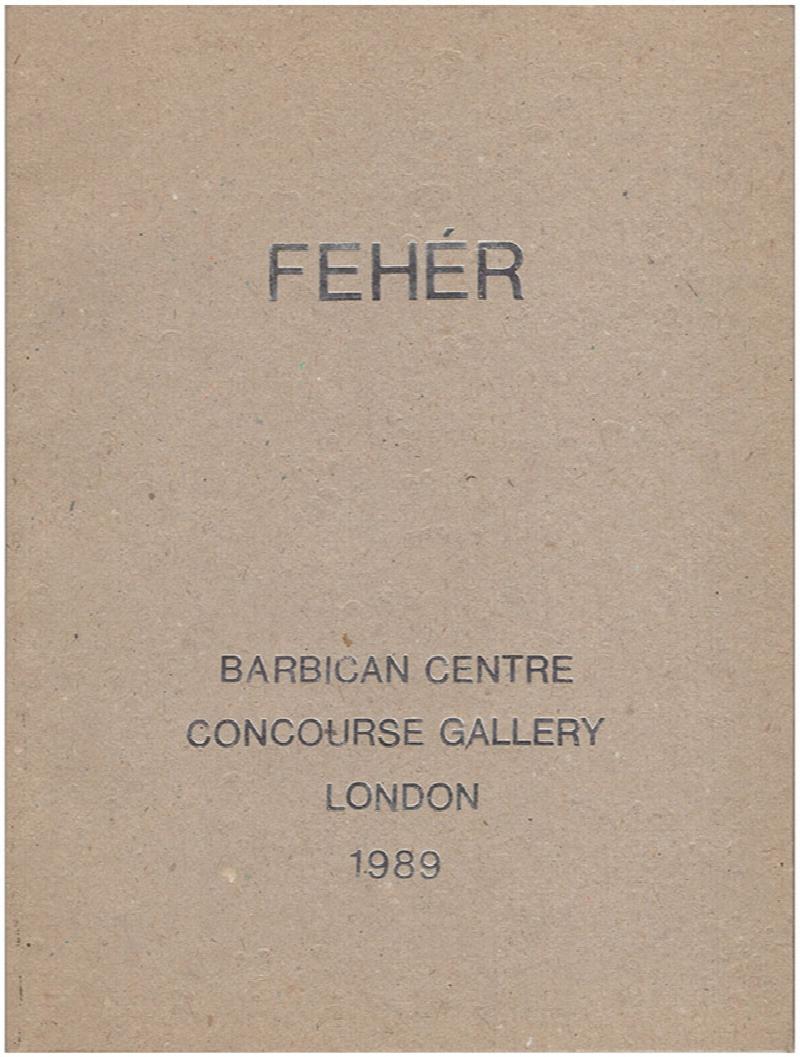 FEHÉR
BARBICAN CENTRE
CONCOURSE GALLERY
LONDON
1989